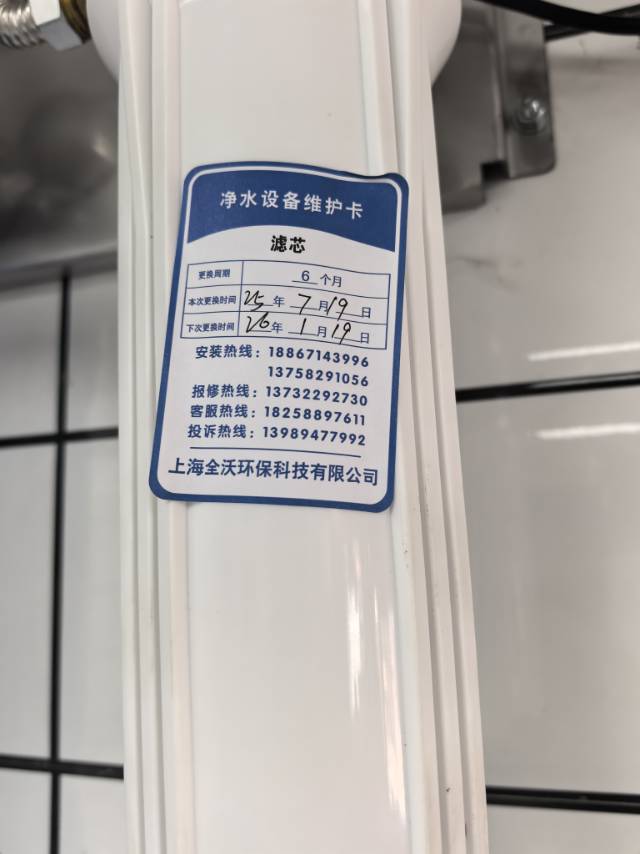 净水设备维护卡
滤芯
更换周期 6 个月
本次更换时间 25 年 7 月 19 日
下次更换时间 26 年 1 月 19 日
安装热线：18867143996
13758291056
报修热线：13732292730
客服热线：18258897611
投诉热线：13989477992
上海全沃环保科技有限公司